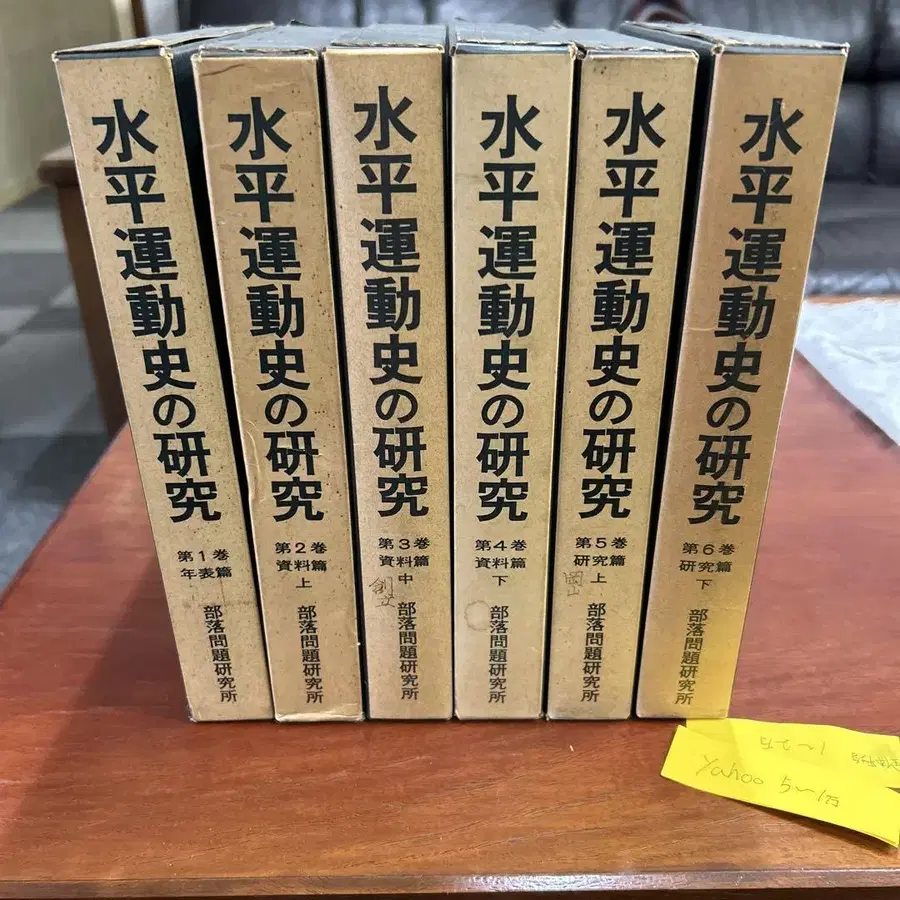 水平運動史の研究
第1巻
年表篇
部落問題研究所
水平運動史の研究
第2巻
資料篇
上
部落問題研究所
水平運動史の研究
第3巻
資料篇
中
創立
部落問題研究所
水平運動史の研究
第4巻
資料篇
下
部落問題研究所
水平運動史の研究
第5巻
研究篇
上
岡山
部落問題研究所
水平運動史の研究
第6巻
研究篇
下
部落問題研究所
1〜2万
Yahoo 5〜1万